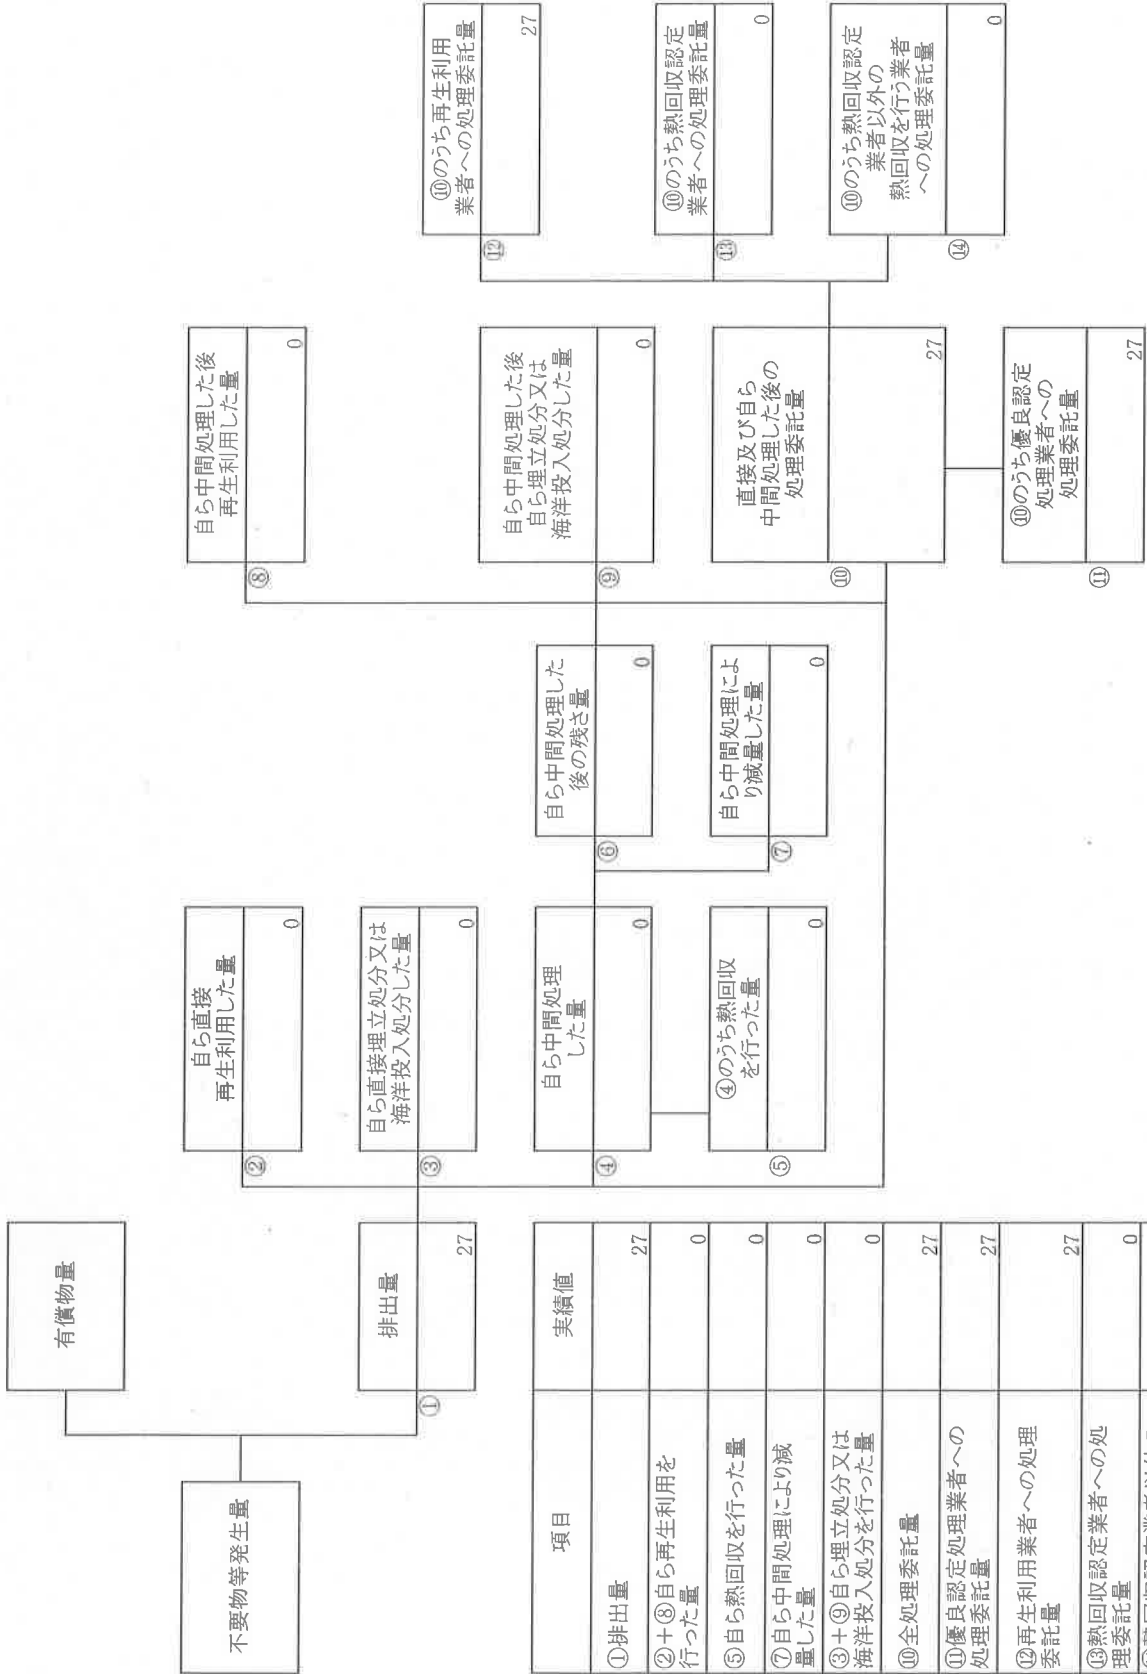 不要物等発生量
有償物量
排出量
①
27
自ら直接
再生利用した量
②
0
自ら直接埋立処分又は
海洋投入処分した量
③
0
自ら中間処理
した量
④
0
④のうち熱回収
を行った量
⑤
0
自ら中間処理した
後の残さ量
⑥
0
自ら中間処理によ
り減量した量
⑦
0
自ら中間処理した後
再生利用した量
⑧
0
自ら中間処理した後
自ら埋立処分又は
海洋投入処分した量
⑨
0
直接及び自ら
中間処理した後の
処理委託量
⑩
27
⑩のうち優良認定
処理業者への
処理委託量
⑪
27
⑩のうち再生利用
業者への処理委託量
⑫
27
⑩のうち熱回収認定
業者への処理委託量
⑬
0
⑩のうち熱回収認定
業者以外の
熱回収を行う業者
への処理委託量
⑭
0
項目 実績値
①排出量 27
②+⑧自ら再生利用を
行った量 0
⑤自ら熱回収を行った量 0
⑦自ら中間処理により減
量した量 0
③+⑨自ら埋立処分又は
海洋投入処分を行った量 0
⑩全処理委託量 27
⑪優良認定処理業者への
処理委託量 27
⑫再生利用業者への処理
委託量 27
⑬熱回収認定業者への処
理委託量 0